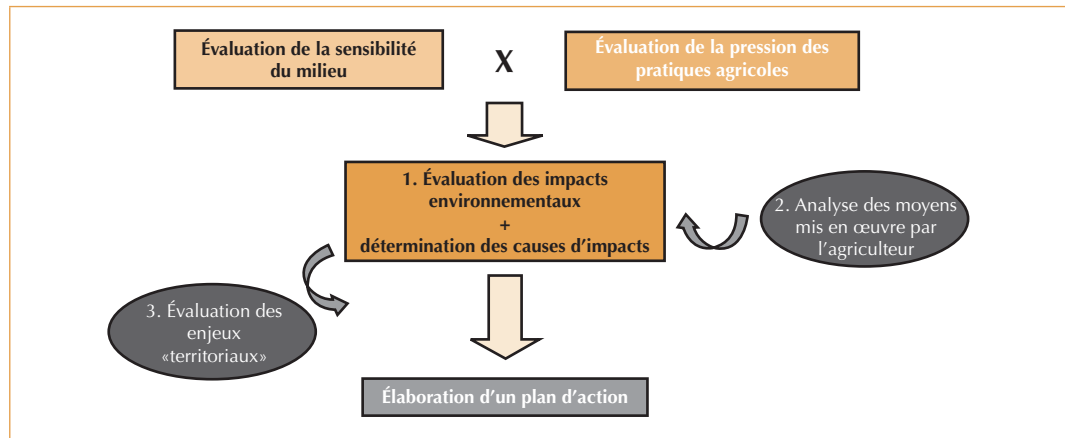 Évaluation de la sensibilité
du milieu
X
Évaluation de la pression des
pratiques agricoles
1. Évaluation des impacts
environnementaux
+
détermination des causes d’impacts
2. Analyse des moyens
mis en œuvre par
l’agriculteur
3. Évaluation des
enjeux
«territoriaux»
Élaboration d’un plan d’action